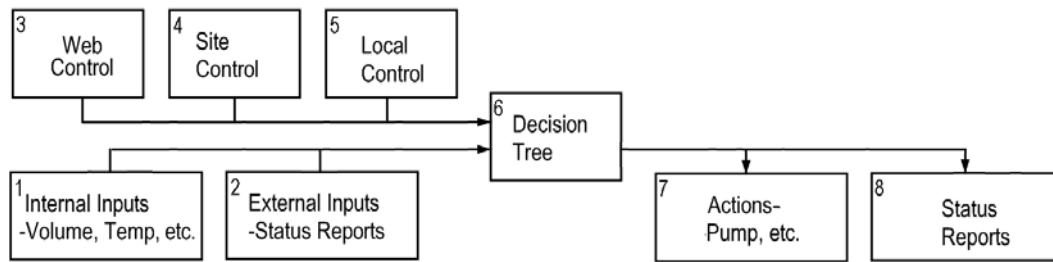 3
Web
Control
4
Site
Control
5
Local
Control
6
Decision
Tree
1
Internal Inputs
-Volume, Temp, etc.
2
External Inputs
-Status Reports
7
Actions-
Pump, etc.
8
Status
Reports